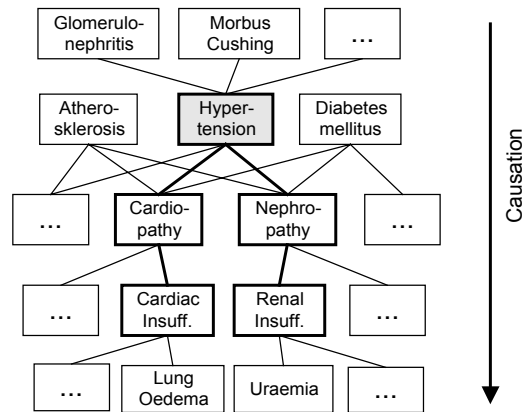 Glomerulo-
nephritis
Morbus
Cushing
...
Athero-
sklerosis
Hyper-
tension
Diabetes
mellitus
...
Cardio-
pathy
Nephro-
pathy
...
...
Cardiac
Insuff.
Renal
Insuff.
...
...
Lung
Oedema
Uraemia
...
Causation